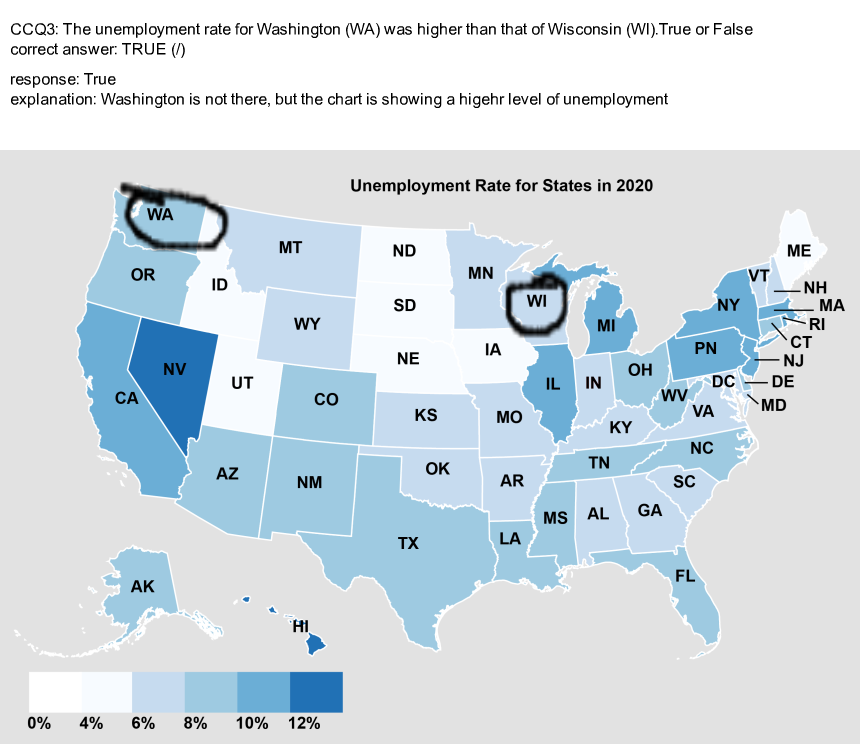 CCQ3: The unemployment rate for Washington (WA) was higher than that of Wisconsin (WI).True or False
correct answer: TRUE (/)
response: True
explanation: Washington is not there, but the chart is showing a higehr level of unemployment
Unemployment Rate for States in 2020
WA
MT
ND
MN
ME
OR
ID
SD
WI
VT
NH
WY
MI
NY
MA
RI
NE
IA
PN
CT
NV
UT
IL
IN
OH
NJ
CA
CO
DC
DE
WV
MD
KS
MO
VA
KY
AZ
NM
OK
TN
NC
AR
SC
TX
MS
AL
GA
LA
AK
FL
HI
0% 4% 6% 8% 10% 12%